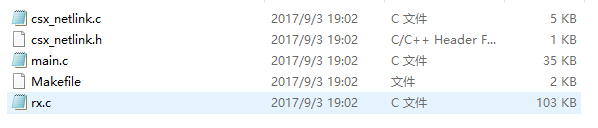 csx_netlink.c 2017/9/3 19:02 C 文件 5 KB
csx_netlink.h 2017/9/3 19:02 C/C++ Header F... 1 KB
main.c 2017/9/3 19:02 C 文件 35 KB
Makefile 2017/9/3 19:02 文件 2 KB
rx.c 2017/9/3 19:02 C 文件 103 KB